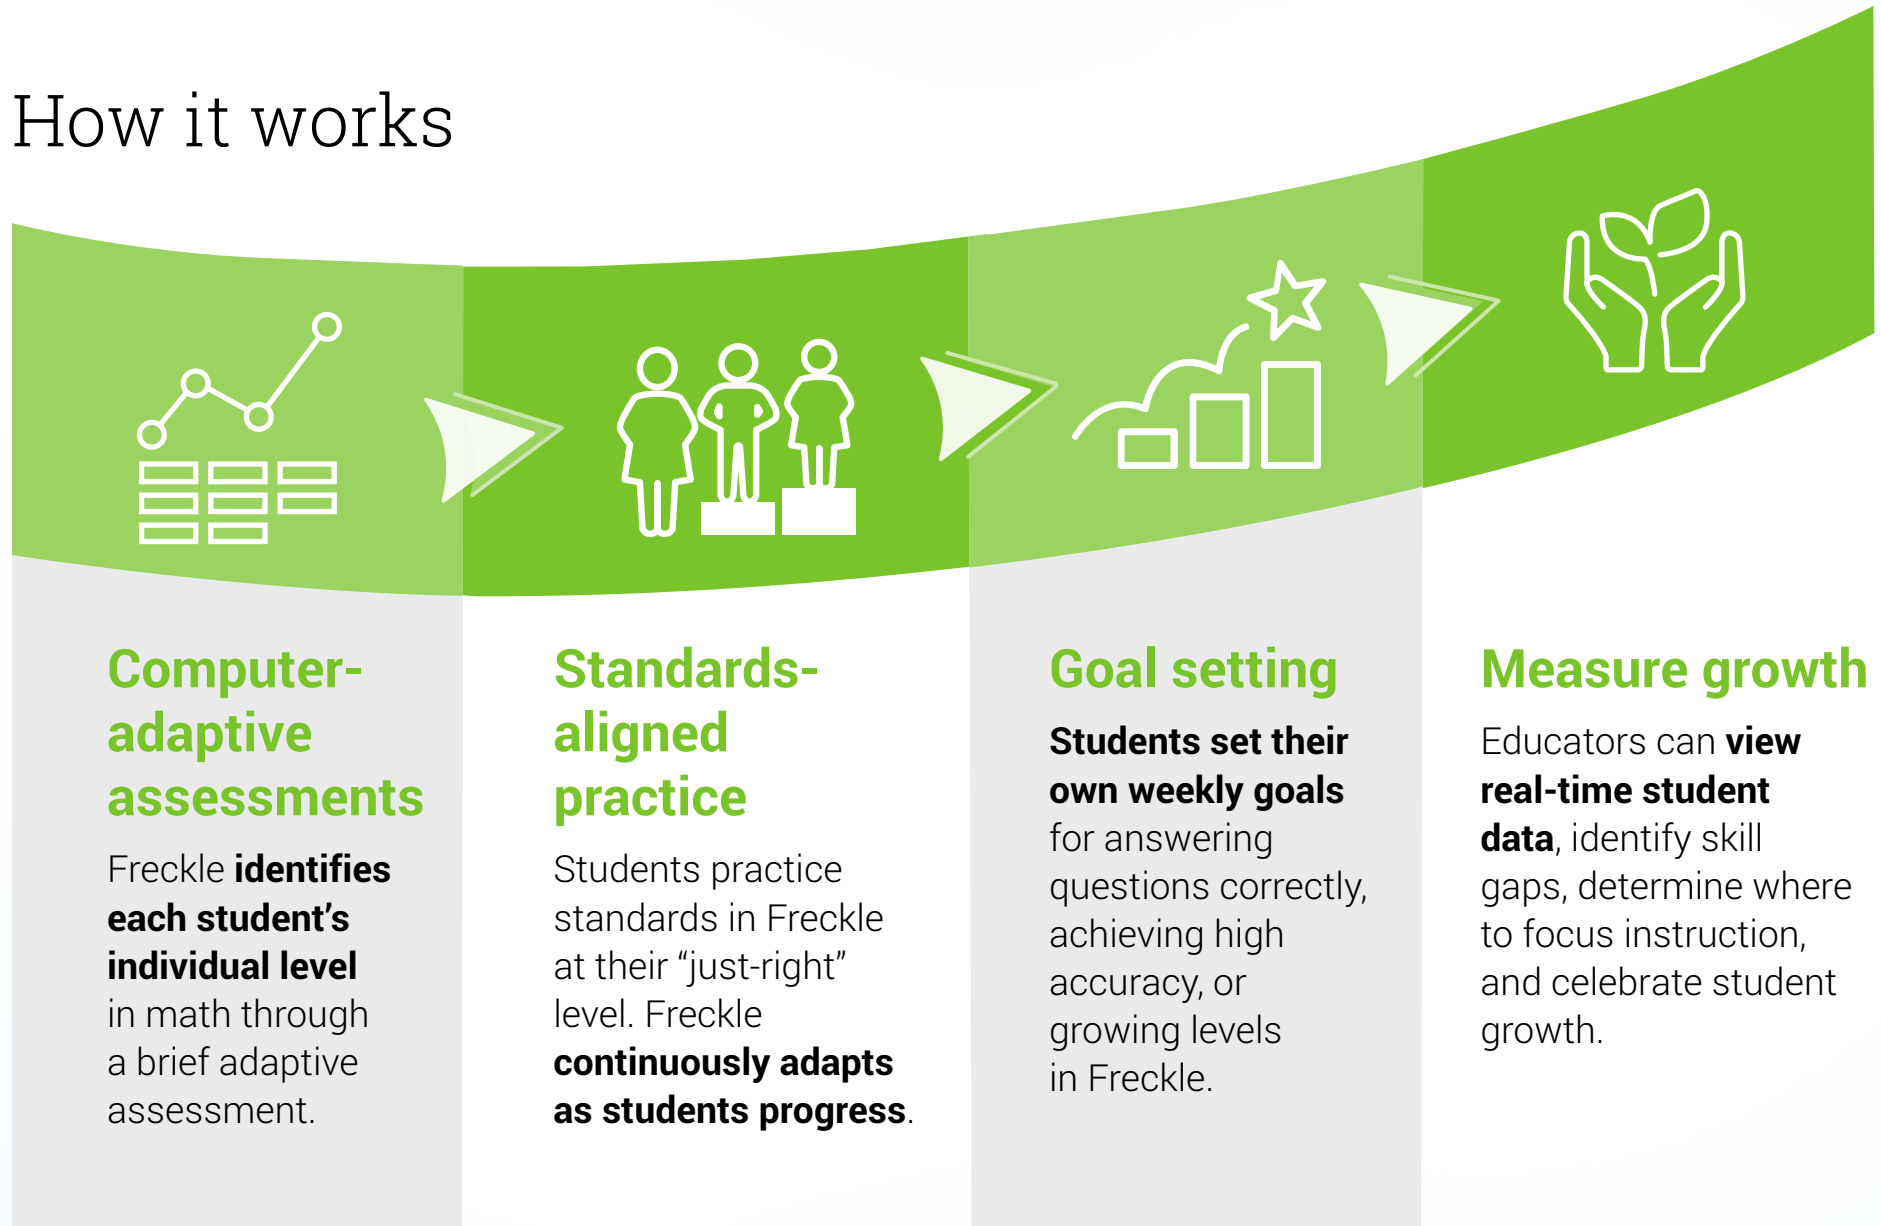 How it works
Computer-
adaptive
assessments
Freckle identifies
each student’s
individual level
in math through
a brief adaptive
assessment.
Standards-
aligned
practice
Students practice
standards in Freckle
at their “just-right”
level. Freckle
continuously adapts
as students progress.
Goal setting
Students set their
own weekly goals
for answering
questions correctly,
achieving high
accuracy, or
growing levels
in Freckle.
Measure growth
Educators can view
real-time student
data, identify skill
gaps, determine where
to focus instruction,
and celebrate student
growth.